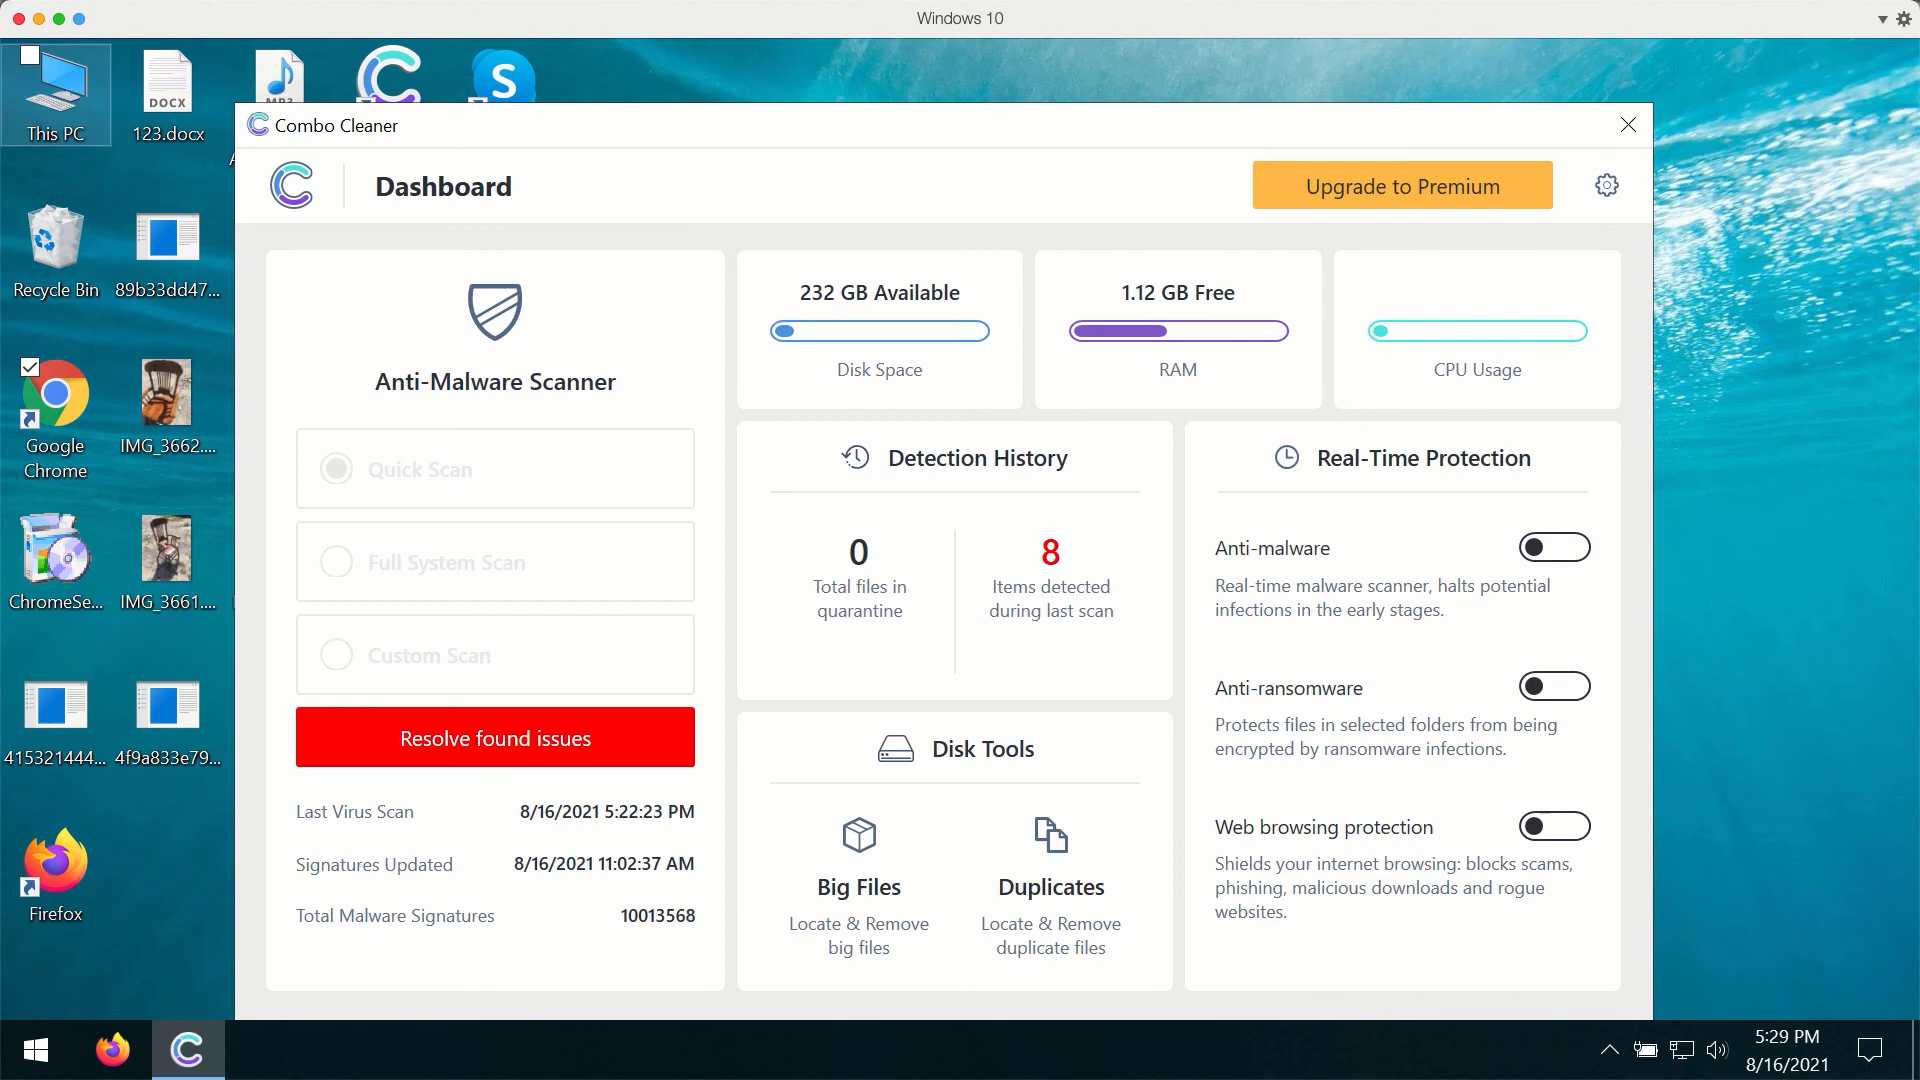 Windows 10
This PC
123.docx
DOCX
MP3
S
Recycle Bin
89b33dd47...
Google
Chrome
IMG_3662....
ChromeSe...
IMG_3661....
415321444...
4f9a833e79...
Firefox
Combo Cleaner
Dashboard
Upgrade to Premium
Anti-Malware Scanner
Quick Scan
Full System Scan
Custom Scan
Resolve found issues
Last Virus Scan 8/16/2021 5:22:23 PM
Signatures Updated 8/16/2021 11:02:37 AM
Total Malware Signatures 10013568
232 GB Available
Disk Space
1.12 GB Free
RAM
CPU Usage
Detection History
0
Total files in
quarantine
8
Items detected
during last scan
Disk Tools
Big Files
Locate & Remove
big files
Duplicates
Locate & Remove
duplicate files
Real-Time Protection
Anti-malware
Real-time malware scanner, halts potential
infections in the early stages.
Anti-ransomware
Protects files in selected folders from being
encrypted by ransomware infections.
Web browsing protection
Shields your internet browsing: blocks scams,
phishing, malicious downloads and rogue
websites.
5:29 PM
8/16/2021